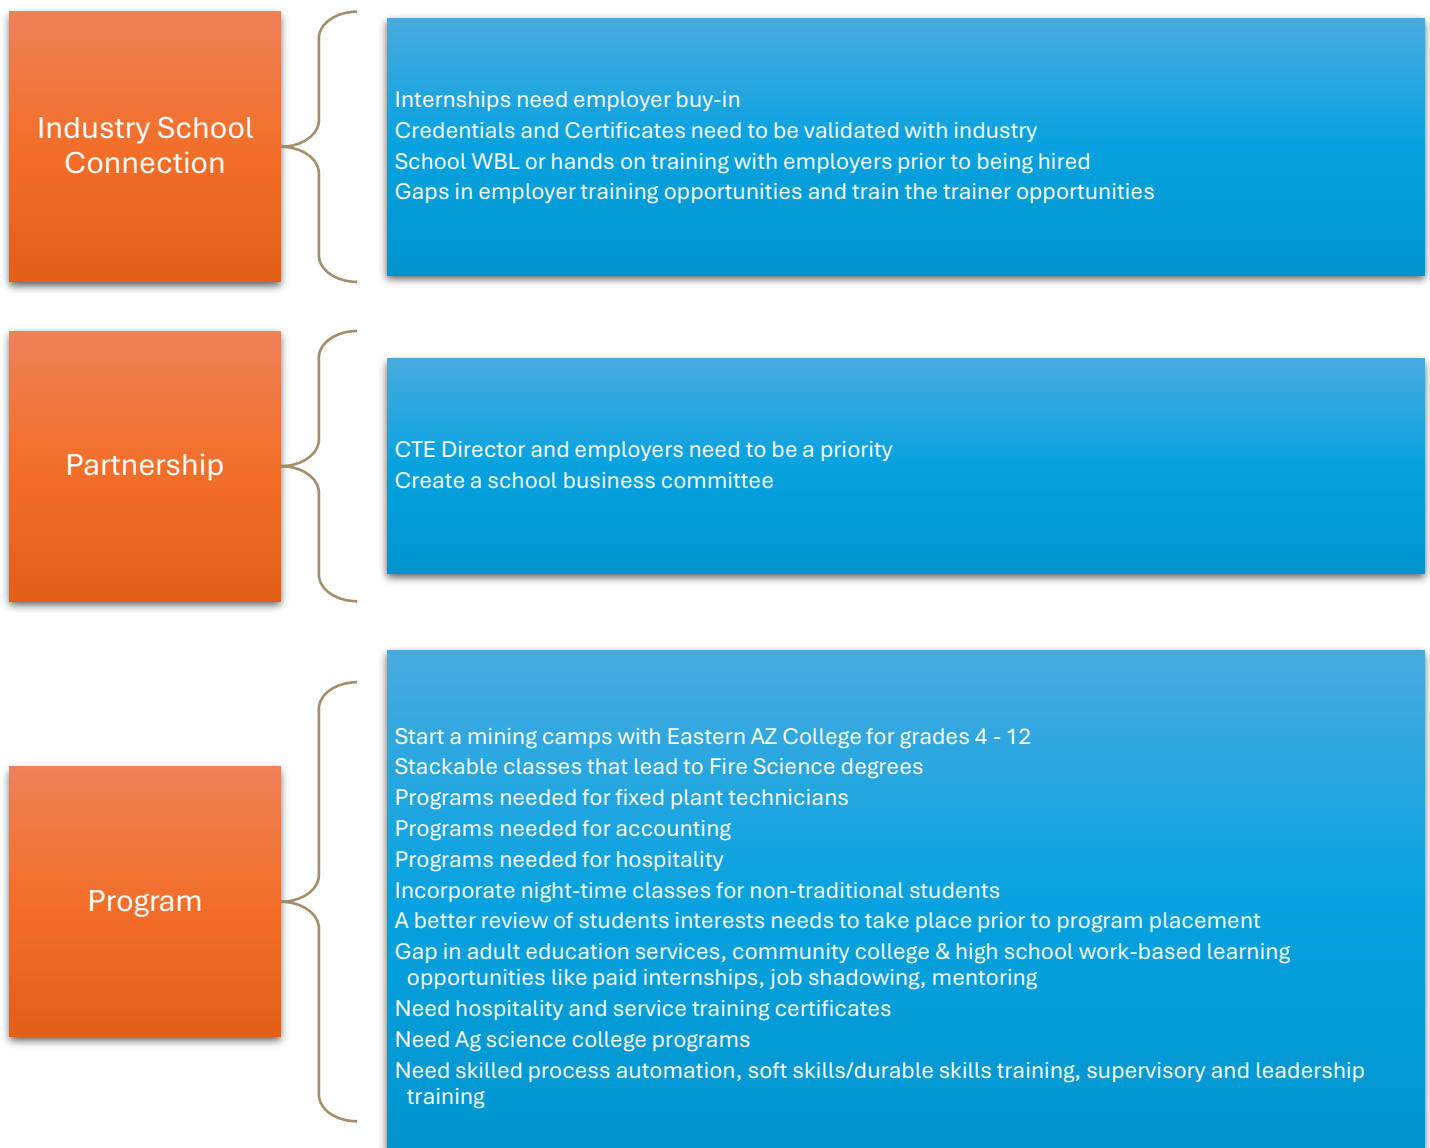 Industry School
Connection
Internships need employer buy-in
Credentials and Certificates need to be validated with industry
School WBL or hands on training with employers prior to being hired
Gaps in employer training opportunities and train the trainer opportunities
Partnership
CTE Director and employers need to be a priority
Create a school business committee
Program
Start a mining camps with Eastern AZ College for grades 4 - 12
Stackable classes that lead to Fire Science degrees
Programs needed for fixed plant technicians
Programs needed for accounting
Programs needed for hospitality
Incorporate night-time classes for non-traditional students
A better review of students interests needs to take place prior to program placement
Gap in adult education services, community college & high school work-based learning
opportunities like paid internships, job shadowing, mentoring
Need hospitality and service training certificates
Need Ag science college programs
Need skilled process automation, soft skills/durable skills training, supervisory and leadership
training